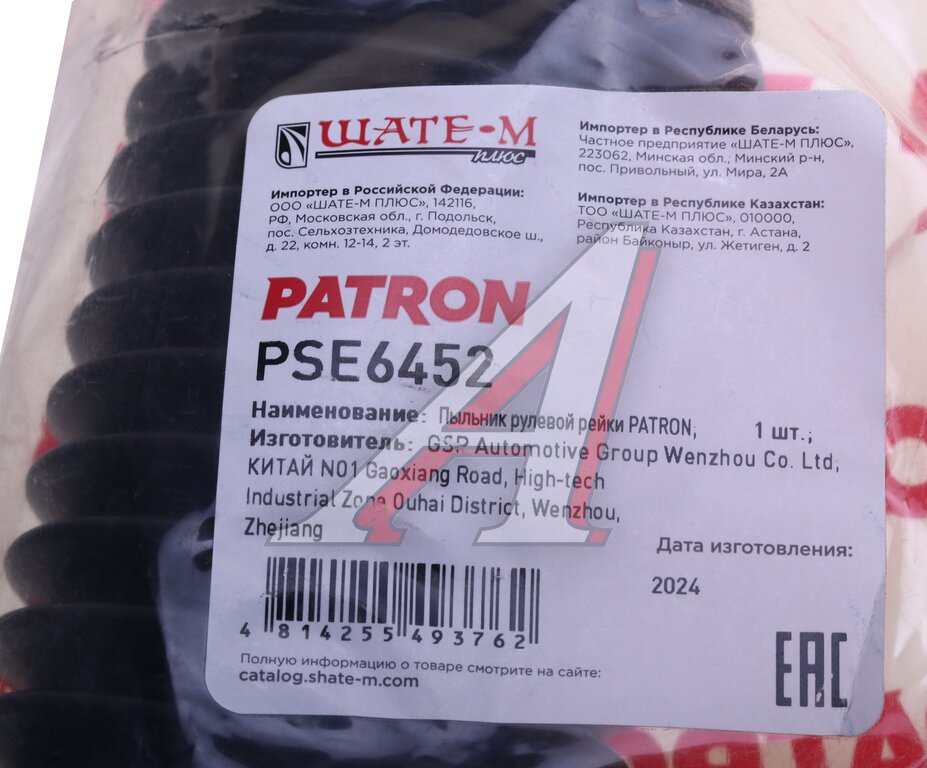 ШАТЕ-М
ПЛЮС
Импортер в Российской Федерации:
ООО «ШАТЕ-М ПЛЮС», 142116,
РФ, Московская обл., г. Подольск,
пос. Сельхозтехника, Домодедовское ш.,
д. 22, комн. 12-14, 2 эт.
Импортер в Республике Беларусь:
Частное предприятие «ШАТЕ-М ПЛЮС»,
223062, Минская обл., Минский р-н,
пос. Привольный, ул. Мира, 2А
Импортер в Республике Казахстан:
ТОО «ШАТЕ-М ПЛЮС», 010000,
Республика Казахстан, г. Астана,
район Байконыр, ул. Жетиген, д. 2
PATRON
PSE6452
Наименование: Пыльник рулевой рейки PATRON; 1 шт.;
Изготовитель: GSP Automotive Group Wenzhou Co. Ltd,
КИТАЙ NO1 Gaoxiang Road, High-tech
Industrial Zone Ouhai District, Wenzhou,
Zhejiang
Дата изготовления:
2024
4 814255 493762
EAC
Полную информацию о товаре смотрите на сайте:
catalog.shate-m.com